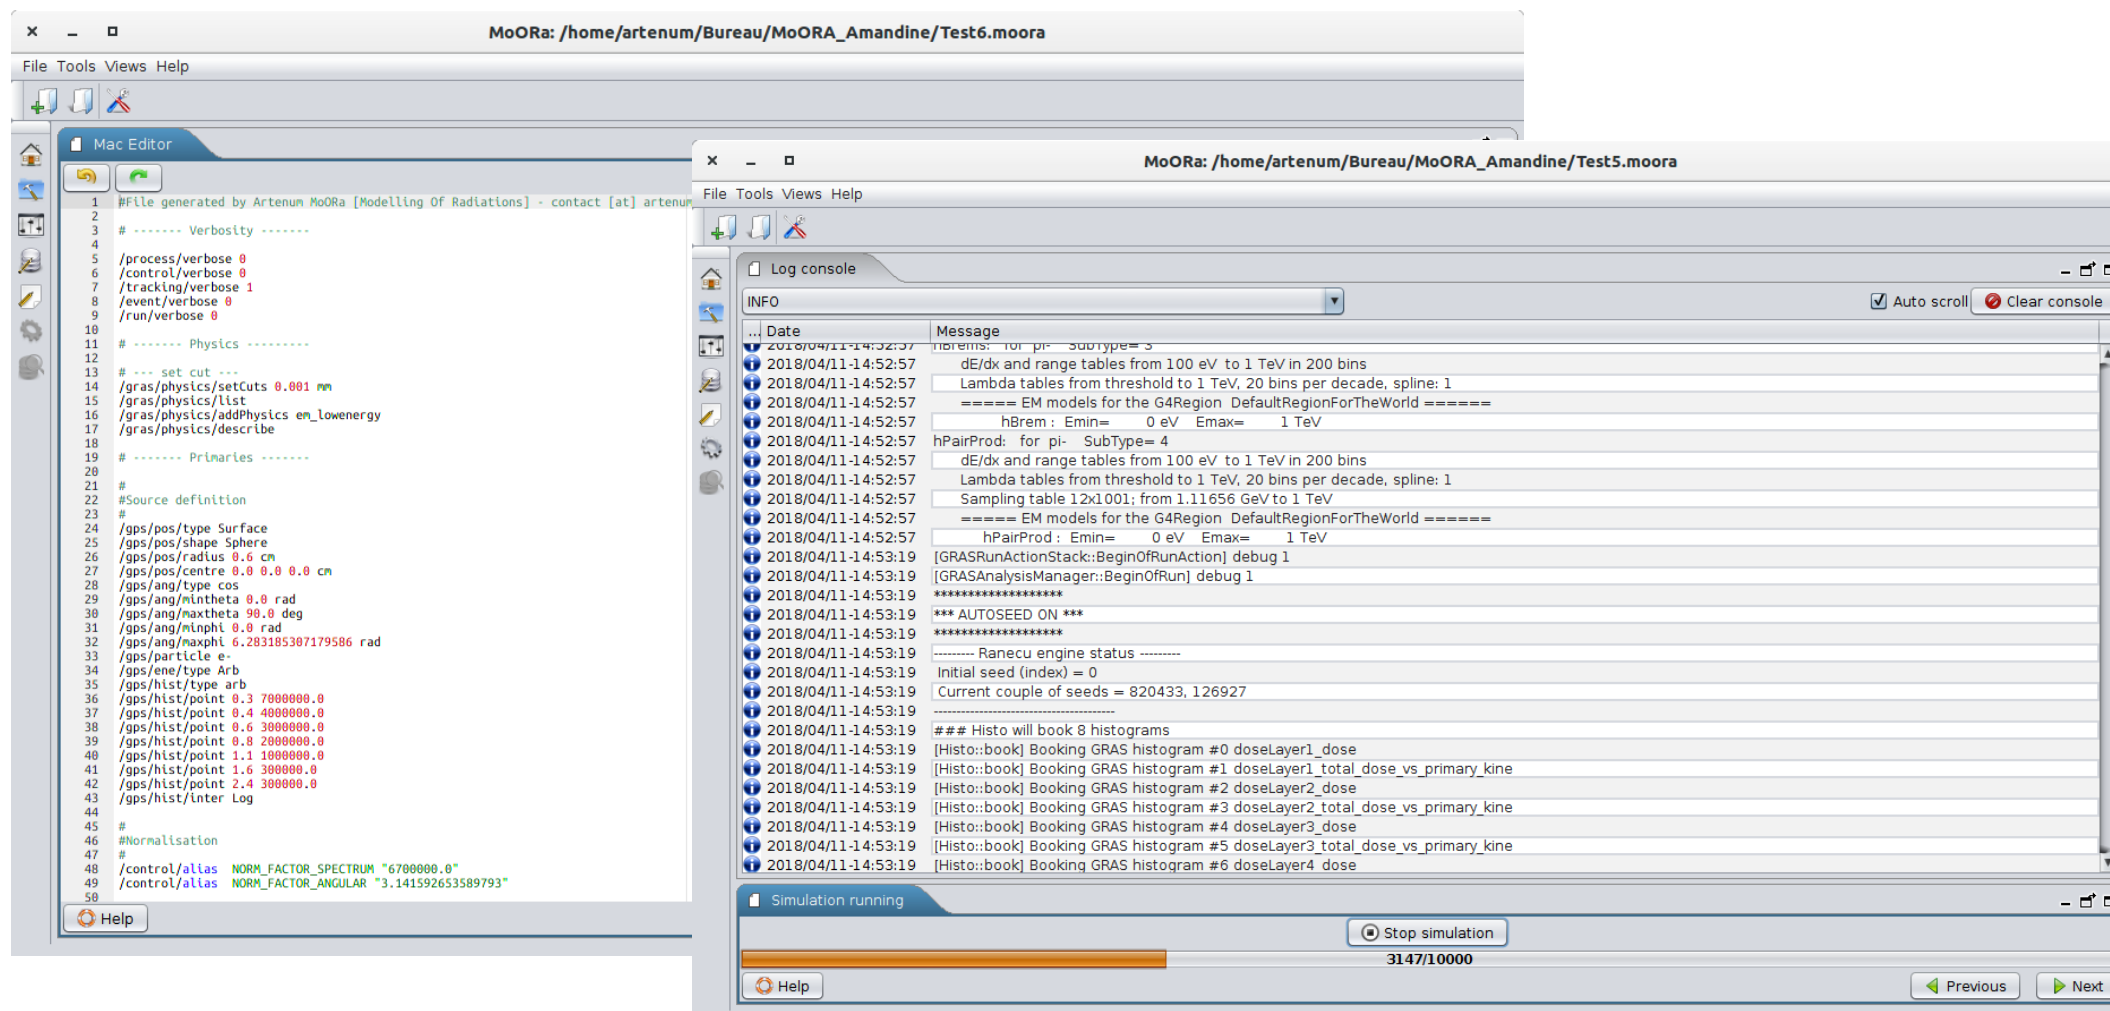 MoORa: /home/artenum/Bureau/MoORA_Amandine/Test6.moora
File Tools Views Help
Mac Editor
1 #File generated by Artenum MoORa [Modelling Of Radiations] - contact [at] artenum
2
3 # ------- Verbosity -------
4
5 /process/verbose 0
6 /control/verbose 0
7 /tracking/verbose 1
8 /event/verbose 0
9 /run/verbose 0
10
11 # ------- Physics ---------
12
13 # --- set cut ---
14 /gras/physics/setCuts 0.001 mm
15 /gras/physics/list
16 /gras/physics/addPhysics em_lowenergy
17 /gras/physics/describe
18
19 # ------- Primaries -------
20
21 #
22 #Source definition
23 #
24 /gps/pos/type Surface
25 /gps/pos/shape Sphere
26 /gps/pos/radius 0.6 cm
27 /gps/pos/centre 0.0 0.0 0.0 cm
28 /gps/ang/type cos
29 /gps/ang/mintheta 0.0 rad
30 /gps/ang/maxtheta 90.0 deg
31 /gps/ang/minphi 0.0 rad
32 /gps/ang/maxphi 6.283185307179586 rad
33 /gps/particle e-
34 /gps/ene/type Arb
35 /gps/hist/type arb
36 /gps/hist/point 0.3 7000000.0
37 /gps/hist/point 0.4 4000000.0
38 /gps/hist/point 0.6 3000000.0
39 /gps/hist/point 0.8 2000000.0
40 /gps/hist/point 1.1 1000000.0
41 /gps/hist/point 1.6 300000.0
42 /gps/hist/point 2.4 300000.0
43 /gps/hist/inter Log
44
45 #
46 #Normalisation
47 #
48 /control/alias NORM_FACTOR_SPECTRUM "6700000.0"
49 /control/alias NORM_FACTOR_ANGULAR "3.141592653589793"
50
Help
MoORa: /home/artenum/Bureau/MoORA_Amandine/Test5.moora
File Tools Views Help
Log console
INFO
Auto scroll Clear console
... Date Message
2018/04/11-14:52:57 hBrems: for pi- SubType= 3
2018/04/11-14:52:57 dE/dx and range tables from 100 eV to 1 TeV in 200 bins
2018/04/11-14:52:57 Lambda tables from threshold to 1 TeV, 20 bins per decade, spline: 1
2018/04/11-14:52:57 ===== EM models for the G4Region DefaultRegionForTheWorld ======
2018/04/11-14:52:57 hBrem : Emin= 0 eV Emax= 1 TeV
2018/04/11-14:52:57 hPairProd: for pi- SubType= 4
2018/04/11-14:52:57 dE/dx and range tables from 100 eV to 1 TeV in 200 bins
2018/04/11-14:52:57 Lambda tables from threshold to 1 TeV, 20 bins per decade, spline: 1
2018/04/11-14:52:57 Sampling table 12x1001; from 1.11656 GeV to 1 TeV
2018/04/11-14:52:57 ===== EM models for the G4Region DefaultRegionForTheWorld ======
2018/04/11-14:52:57 hPairProd : Emin= 0 eV Emax= 1 TeV
2018/04/11-14:53:19 [GRASRunActionStack::BeginOfRunAction] debug 1
2018/04/11-14:53:19 [GRASAnalysisManager::BeginOfRun] debug 1
2018/04/11-14:53:19 *******************
2018/04/11-14:53:19 *** AUTOSEED ON ***
2018/04/11-14:53:19 *******************
2018/04/11-14:53:19 --------- Ranecu engine status ---------
2018/04/11-14:53:19 Initial seed (index) = 0
2018/04/11-14:53:19 Current couple of seeds = 820433, 126927
2018/04/11-14:53:19 ----------------------------------------
2018/04/11-14:53:19 ### Histo will book 8 histograms
2018/04/11-14:53:19 [Histo::book] Booking GRAS histogram #0 doseLayer1_dose
2018/04/11-14:53:19 [Histo::book] Booking GRAS histogram #1 doseLayer1_total_dose_vs_primary_kine
2018/04/11-14:53:19 [Histo::book] Booking GRAS histogram #2 doseLayer2_dose
2018/04/11-14:53:19 [Histo::book] Booking GRAS histogram #3 doseLayer2_total_dose_vs_primary_kine
2018/04/11-14:53:19 [Histo::book] Booking GRAS histogram #4 doseLayer3_dose
2018/04/11-14:53:19 [Histo::book] Booking GRAS histogram #5 doseLayer3_total_dose_vs_primary_kine
2018/04/11-14:53:19 [Histo::book] Booking GRAS histogram #6 doseLayer4_dose
Simulation running
Stop simulation
3147/10000
Help Previous Next